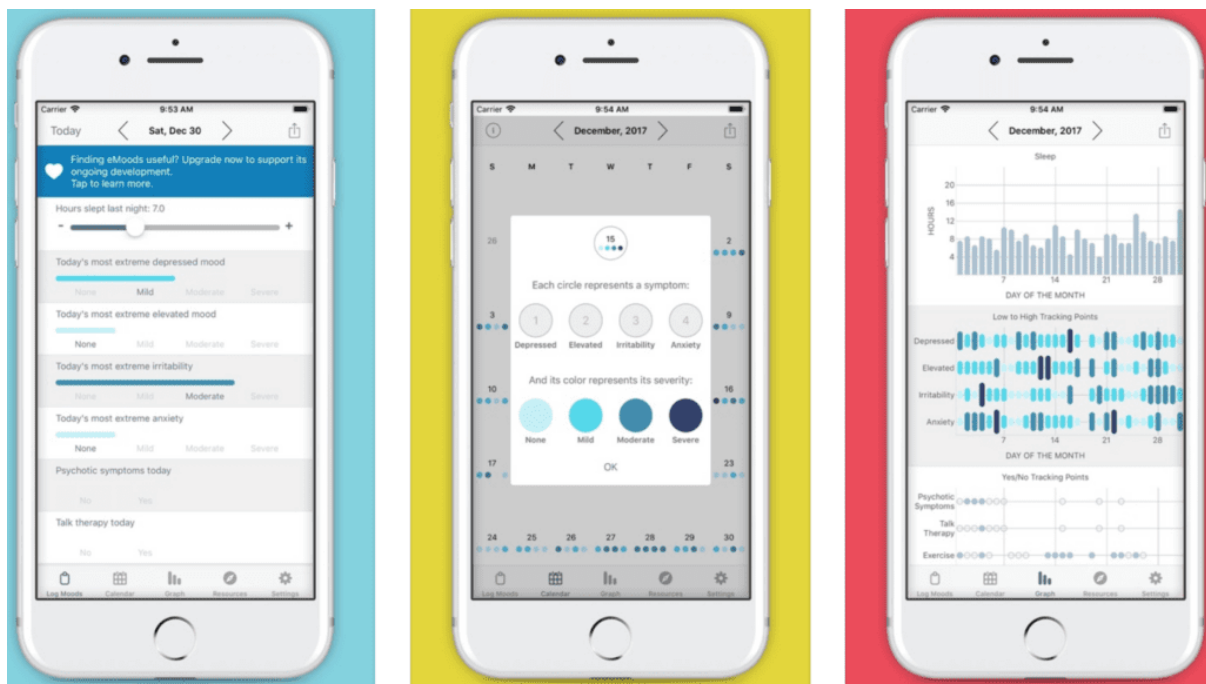 Carrier 9:53 AM
Today Sat, Dec 30
Finding eMoods useful? Upgrade now to support its
ongoing development.
Tap to learn more.
Hours slept last night: 7.0
- +
Today's most extreme depressed mood
None Mild Moderate Severe
Today's most extreme elevated mood
None Mild Moderate Severe
Today's most extreme irritability
None Mild Moderate Severe
Today's most extreme anxiety
None Mild Moderate Severe
Psychotic symptoms today
No Yes
Talk therapy today
No Yes
Log Moods Calendar Graph Resources Settings
Carrier 9:54 AM
December, 2017
S M T W T F S
26 2
15
Each circle represents a symptom:
1 2 3 4
Depressed Elevated Irritability Anxiety
3 9
And its color represents its severity:
10 16
None Mild Moderate Severe
OK
17 23
24 25 26 27 28 29 30
Log Moods Calendar Graph Resources Settings
Carrier 9:54 AM
December, 2017
Sleep
HOURS
20
16
12
8
4
7 14 21 28
DAY OF THE MONTH
Low to High Tracking Points
Depressed
Elevated
Irritability
Anxiety
7 14 21 28
DAY OF THE MONTH
Yes/No Tracking Points
Psychotic
Symptoms
Talk
Therapy
Exercise
Log Moods Calendar Graph Resources Settings